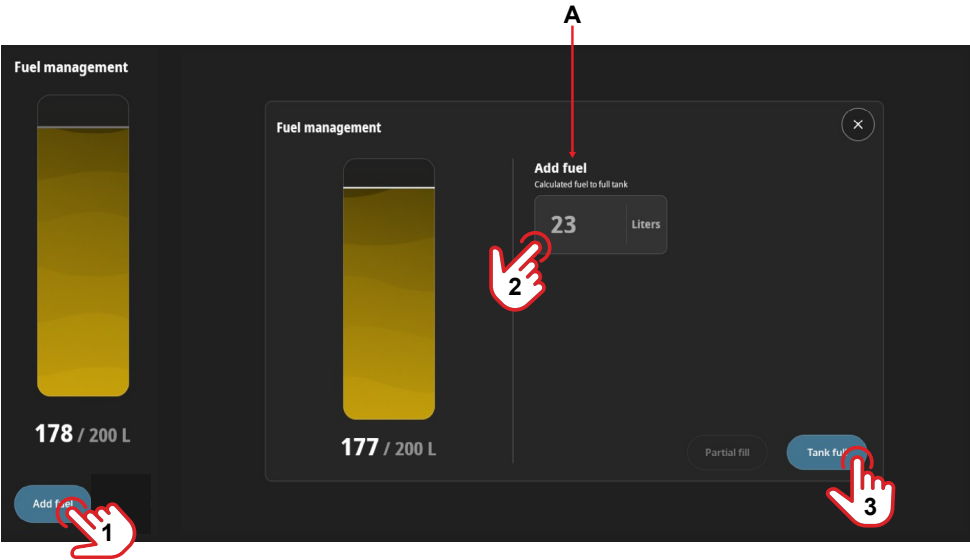 A
Fuel management
178 / 200 L
Add fuel
1
Fuel management
177 / 200 L
Add fuel
Calculated fuel to full tank
23 Liters
2
Partial fill
Tank full
3